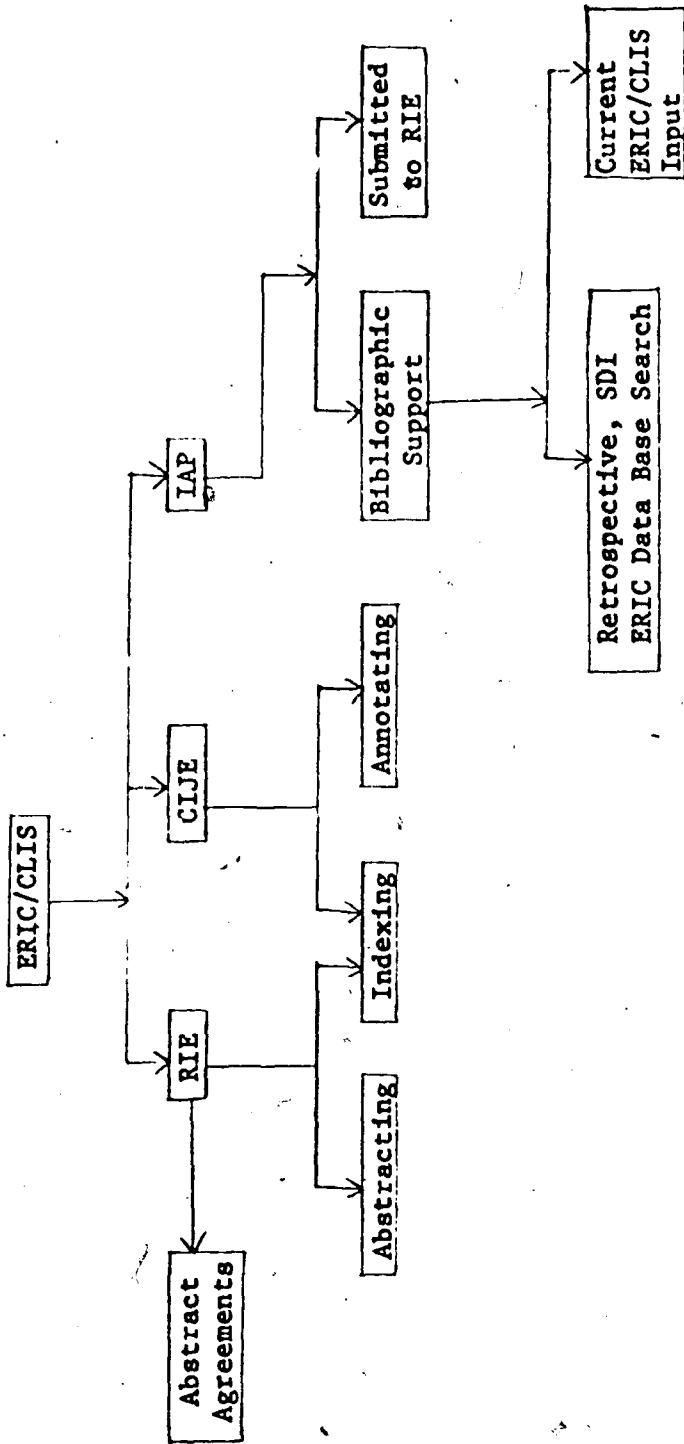 ERIC/CLIS
RIE
CIJE
IAP
Abstract
Agreements
Abstracting
Indexing
Annotating
Bibliographic
Support
Submitted
to RIE
Retrospective, SDI
ERIC Data Base Search
Current
ERIC/CLIS
Input